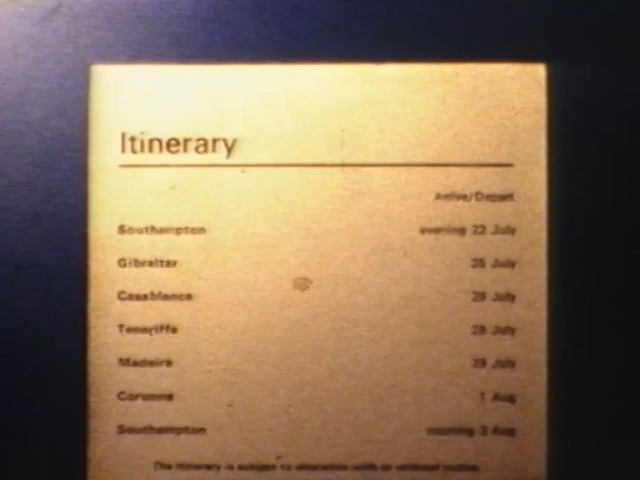 Itinerary
Arrive/Depart
Southampton evening 22 July
Gibraltar 25 July
Casablanca 26 July
Teneriffe 28 July
Madeira 29 July
Corunna 1 Aug
Southampton morning 3 Aug
The itinerary is subject to alteration with or without notice.